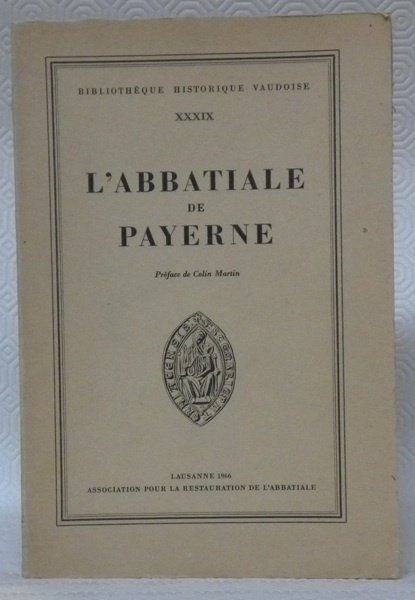 BIBLIOTHÈQUE HISTORIQUE VAUDOISE
XXXIX
L'ABBATIALE
DE
PAYERNE
Préface de Colin Martin
LAUSANNE 1966
ASSOCIATION POUR LA RESTAURATION DE L'ABBATIALE